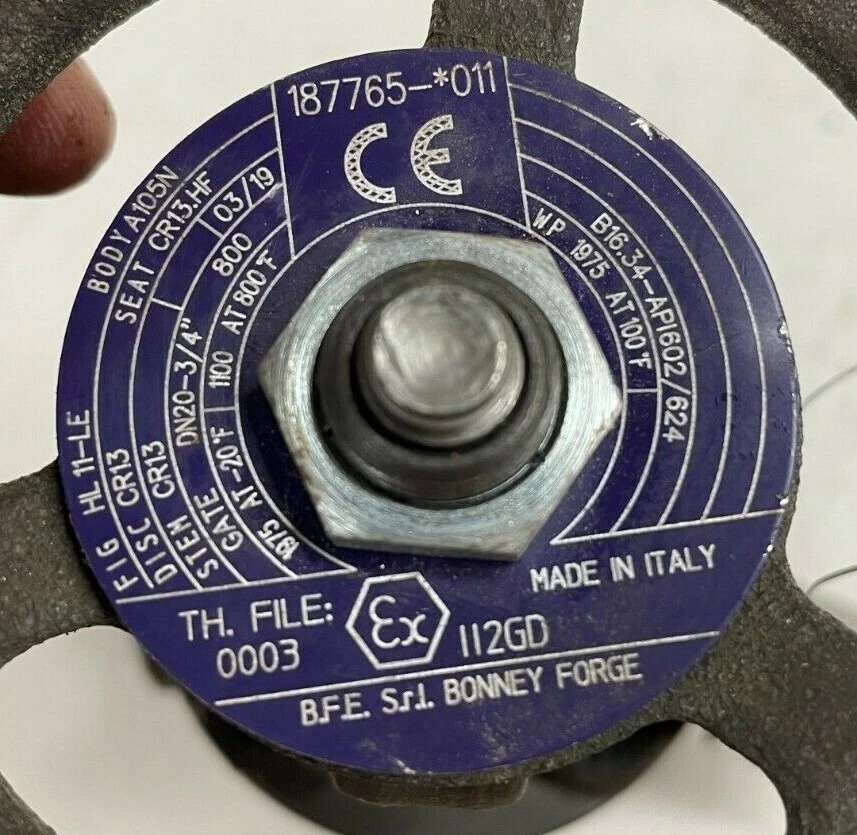 187765-*011
CE
BODY A105N
SEAT CR13.HF
03/19
FIG HL 11-LE
DISC CR13
STEM CR13
GATE DN20-3/4" 800
1975 AT-20°F 1100 AT 800°F
W.P. 1975 AT 100°F
B16.34-API602/624
MADE IN ITALY
TH. FILE:
0003
Ex II2GD
B.F.E. S.r.l. BONNEY FORGE